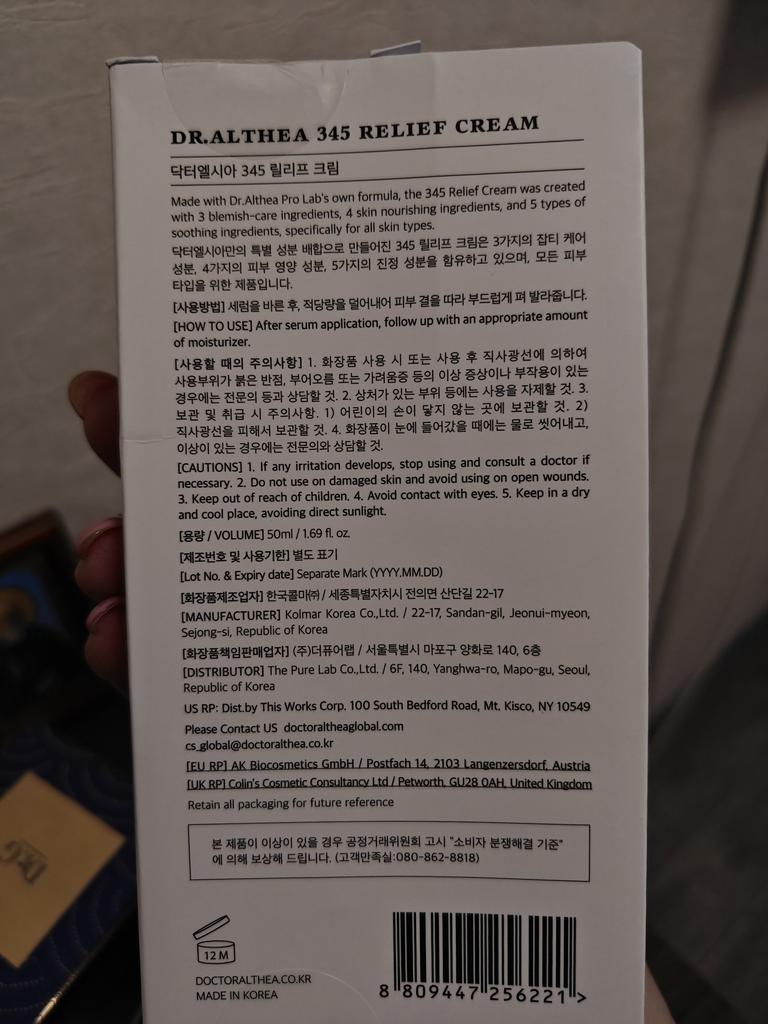 DR.ALTHEA 345 RELIEF CREAM
닥터엘시아 345 릴리프 크림
Made with Dr.Althea Pro Lab's own formula, the 345 Relief Cream was created
with 3 blemish-care ingredients, 4 skin nourishing ingredients, and 5 types of
soothing ingredients, specifically for all skin types.
닥터엘시아만의 특별 성분 배합으로 만들어진 345 릴리프 크림은 3가지의 잡티 케어
성분, 4가지의 피부 영양 성분, 5가지의 진정 성분을 함유하고 있으며, 모든 피부
타입을 위한 제품입니다.
[사용방법] 세럼을 바른 후, 적당량을 덜어내어 피부 결을 따라 부드럽게 펴 발라줍니다.
[HOW TO USE] After serum application, follow up with an appropriate amount
of moisturizer.
[사용할 때의 주의사항] 1. 화장품 사용 시 또는 사용 후 직사광선에 의하여
사용부위가 붉은 반점, 부어오름 또는 가려움증 등의 이상 증상이나 부작용이 있는
경우에는 전문의 등과 상담할 것. 2. 상처가 있는 부위 등에는 사용을 자제할 것. 3.
보관 및 취급 시 주의사항. 1) 어린이의 손이 닿지 않는 곳에 보관할 것. 2)
직사광선을 피해서 보관할 것. 4. 화장품이 눈에 들어갔을 때에는 물로 씻어내고,
이상이 있는 경우에는 전문의와 상담할 것.
[CAUTIONS] 1. If any irritation develops, stop using and consult a doctor if
necessary. 2. Do not use on damaged skin and avoid using on open wounds.
3. Keep out of reach of children. 4. Avoid contact with eyes. 5. Keep in a dry
and cool place, avoiding direct sunlight.
[용량 / VOLUME] 50ml / 1.69 fl. oz.
[제조번호 및 사용기한] 별도 표기
[Lot No. & Expiry date] Separate Mark (YYYY.MM.DD)
[화장품제조업자] 한국콜마㈜ / 세종특별자치시 전의면 산단길 22-17
[MANUFACTURER] Kolmar Korea Co.,Ltd. / 22-17, Sandan-gil, Jeonui-myeon,
Sejong-si, Republic of Korea
[화장품책임판매업자] (주)더퓨어랩 / 서울특별시 마포구 양화로 140, 6층
[DISTRIBUTOR] The Pure Lab Co.,Ltd. / 6F, 140, Yanghwa-ro, Mapo-gu, Seoul,
Republic of Korea
US RP: Dist.by This Works Corp. 100 South Bedford Road, Mt. Kisco, NY 10549
Please Contact US doctoraltheaglobal.com
cs_global@doctoralthea.co.kr
[EU RP] AK Biocosmetics GmbH / Postfach 14, 2103 Langenzersdorf, Austria
[UK RP] Colin's Cosmetic Consultancy Ltd / Petworth, GU28 0AH, United Kingdom
Retain all packaging for future reference
본 제품이 이상이 있을 경우 공정거래위원회 고시 "소비자 분쟁해결 기준"
에 의해 보상해 드립니다. (고객만족실:080-862-8818)
12 M
DOCTORALTHEA.CO.KR
MADE IN KOREA
8 809447 256221 >